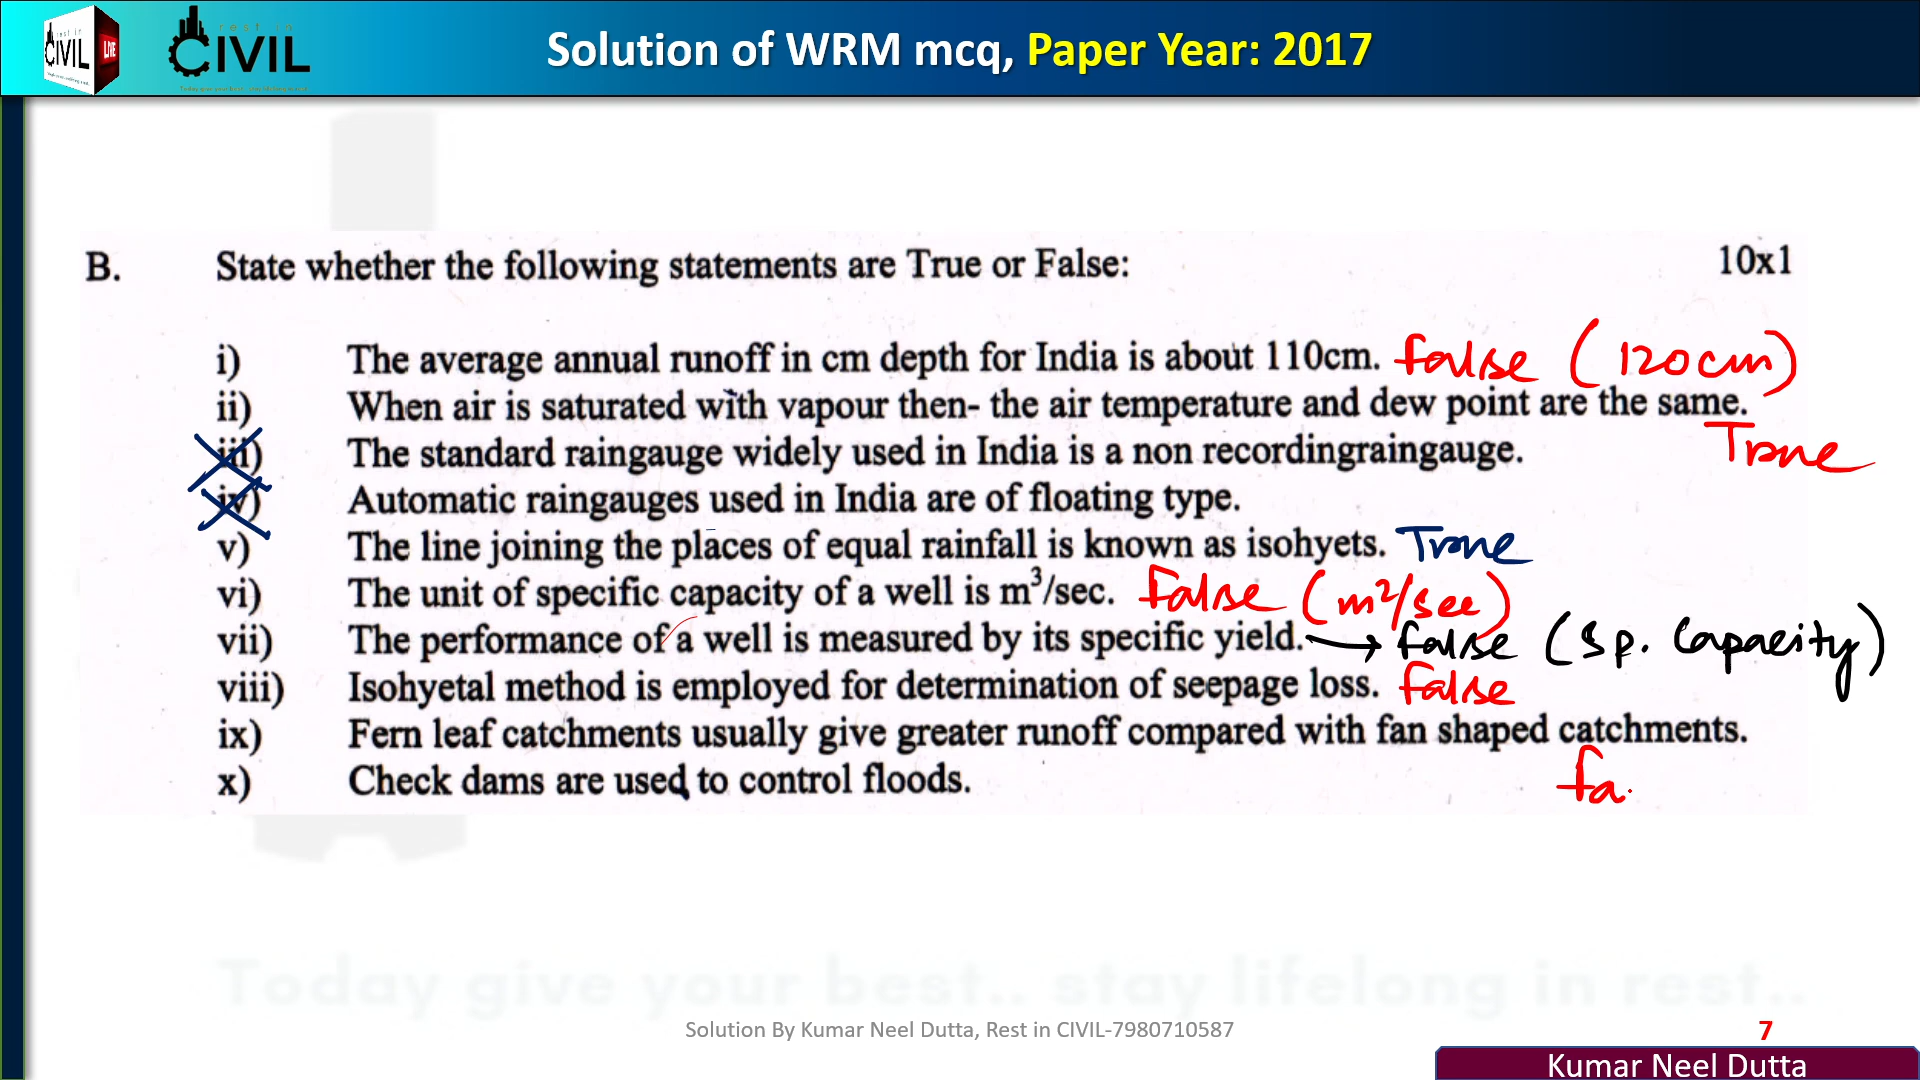 rest in
CIVIL
LIVE
rest in
CIVIL
Solution of WRM mcq, Paper Year: 2017
B. State whether the following statements are True or False: 10x1
i) The average annual runoff in cm depth for India is about 110cm. False (120cm)
ii) When air is saturated with vapour then- the air temperature and dew point are the same.
True
iii) The standard raingauge widely used in India is a non recordingraingauge.
iv) Automatic raingauges used in India are of floating type.
v) The line joining the places of equal rainfall is known as isohyets. True
vi) The unit of specific capacity of a well is m³/sec. False (m²/sec)
vii) The performance of a well is measured by its specific yield. → false (Sp. Capacity)
viii) Isohyetal method is employed for determination of seepage loss. False
ix) Fern leaf catchments usually give greater runoff compared with fan shaped catchments.
fa
x) Check dams are used to control floods.
Today give your best.. stay lifelong in rest..
Solution By Kumar Neel Dutta, Rest in CIVIL-7980710587
7
Kumar Neel Dutta